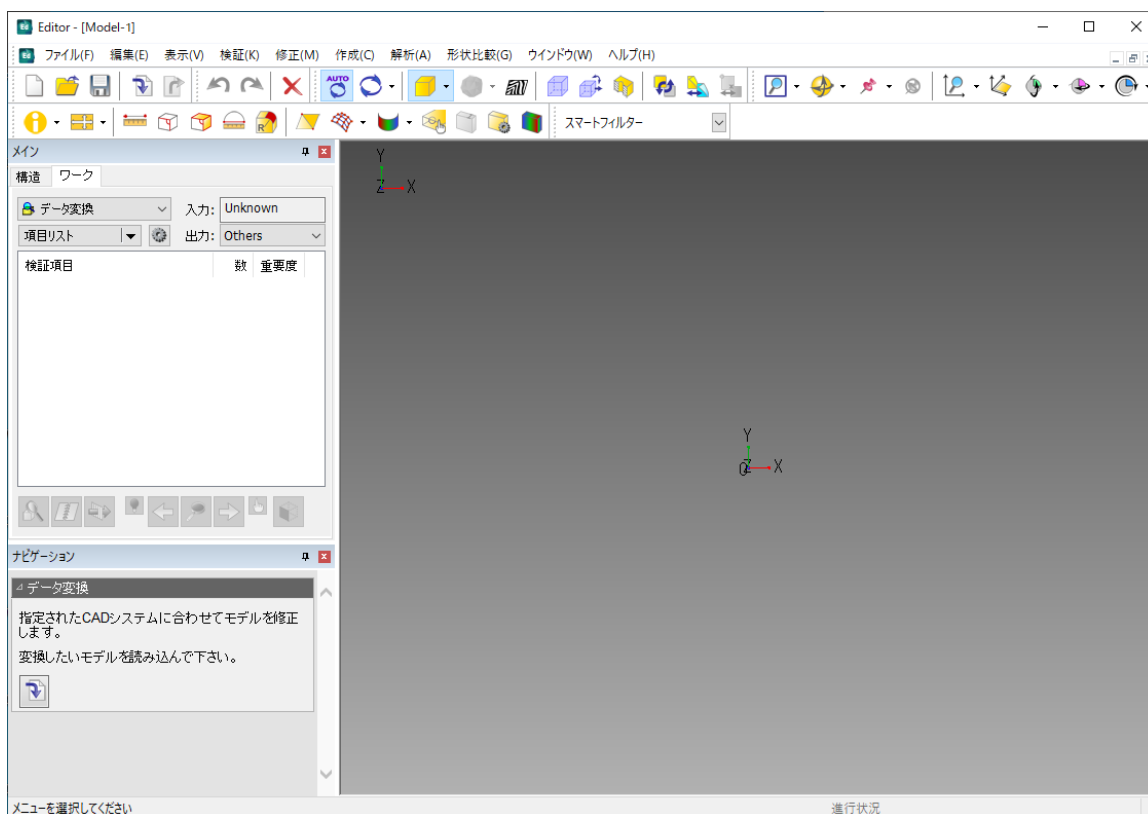 Editor - [Model-1]
ファイル(F) 編集(E) 表示(V) 検証(K) 修正(M) 作成(C) 解析(A) 形状比較(G) ウインドウ(W) ヘルプ(H)
AUTO
R
スマートフィルター
メイン
構造 ワーク
データ変換 入力: Unknown
項目リスト 出力: Others
検証項目 数 重要度
ナビゲーション
データ変換
指定されたCADシステムに合わせてモデルを修正
します。
変換したいモデルを読み込んで下さい。
Y
Z X
Y
Z X
メニューを選択してください 進行状況